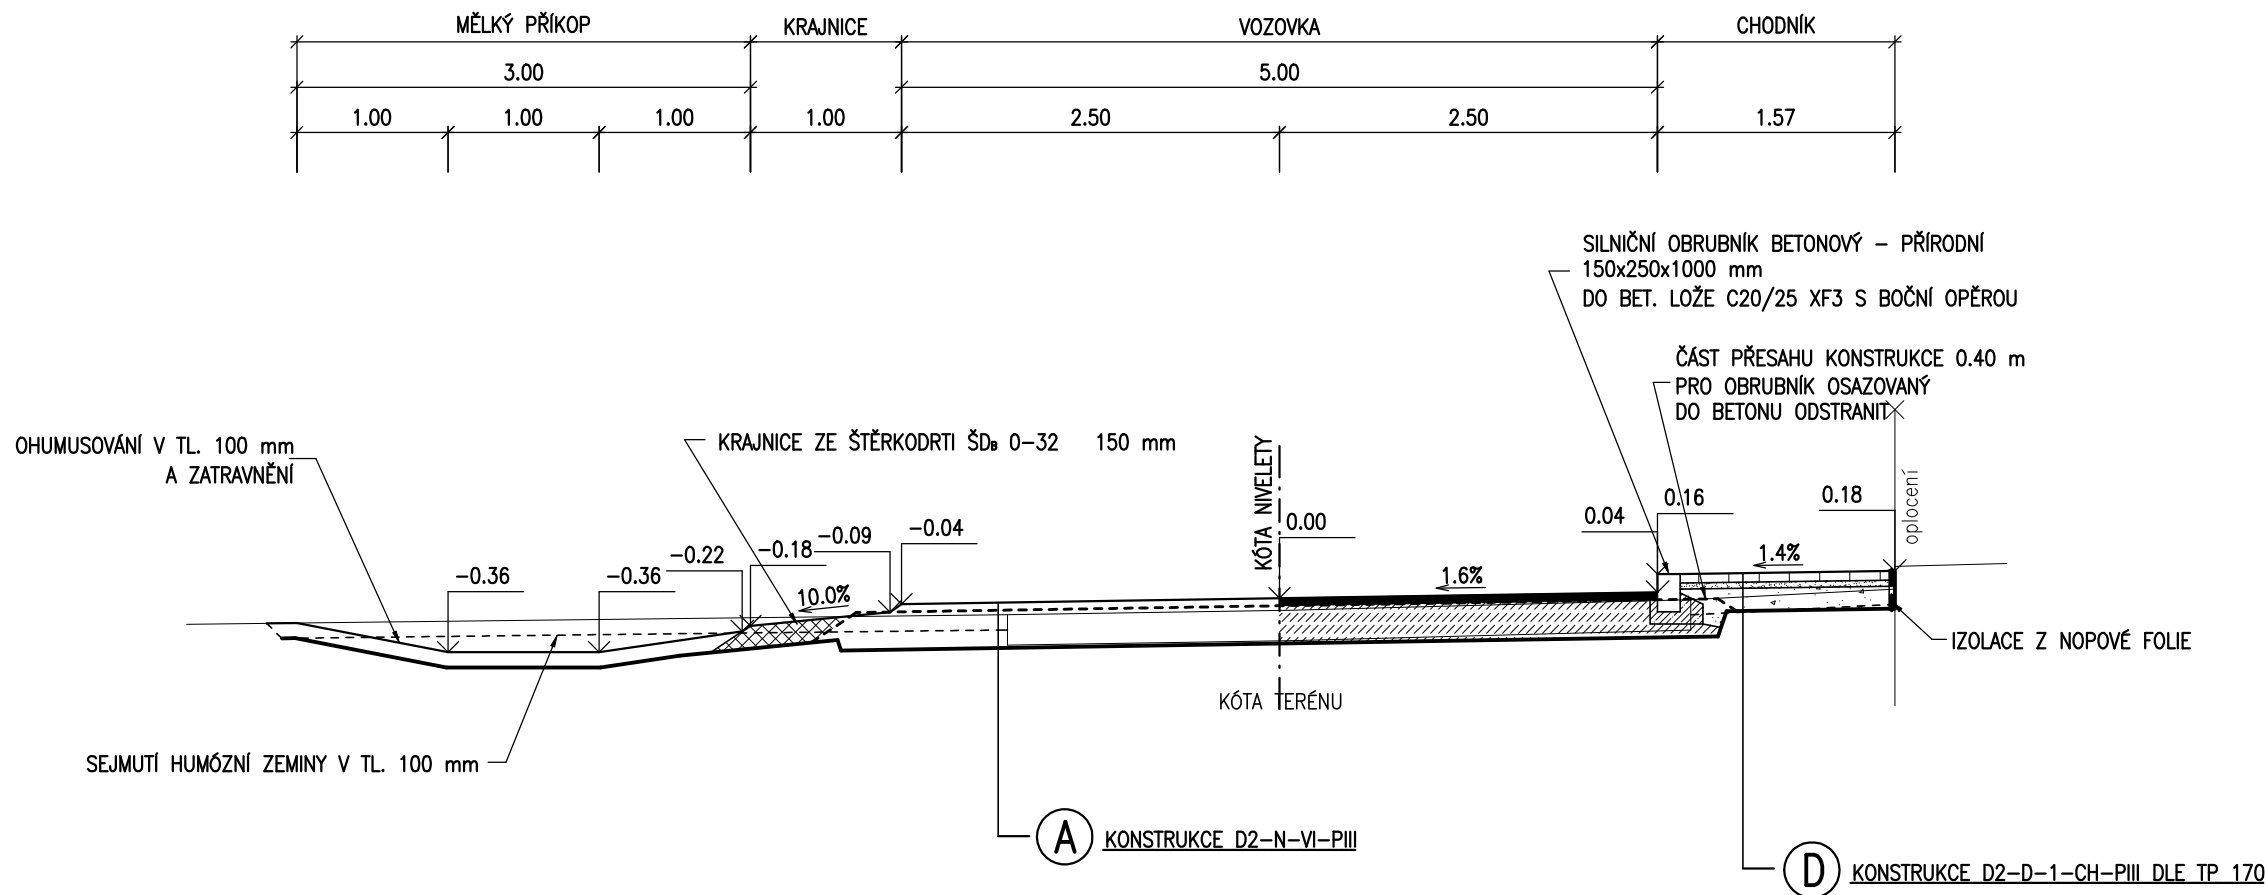 MĚLKÝ PŘÍKOP
KRAJNICE
VOZOVKA
CHODNÍK
3.00
5.00
1.00
1.00
1.00
1.00
2.50
2.50
1.57
SILNIČNÍ OBRUBNÍK BETONOVÝ – PŘÍRODNÍ
150x250x1000 mm
DO BET. LOŽE C20/25 XF3 S BOČNÍ OPĚROU
ČÁST PŘESAHU KONSTRUKCE 0.40 m
PRO OBRUBNÍK OSAZOVANÝ
DO BETONU ODSTRANIT
OHUMUSOVÁNÍ V TL. 100 mm
A ZATRAVNĚNÍ
KRAJNICE ZE ŠTĚRKODRTI ŠDB 0-32 150 mm
KÓTA NIVELETY
oplocení
-0.36
-0.36
-0.22
-0.18
-0.09
-0.04
0.00
0.04
0.16
0.18
10.0%
1.6%
1.4%
IZOLACE Z NOPOVÉ FOLIE
KÓTA TERÉNU
SEJMUTÍ HUMÓZNÍ ZEMINY V TL. 100 mm
A KONSTRUKCE D2-N-VI-PIII
D KONSTRUKCE D2-D-1-CH-PIII DLE TP 170